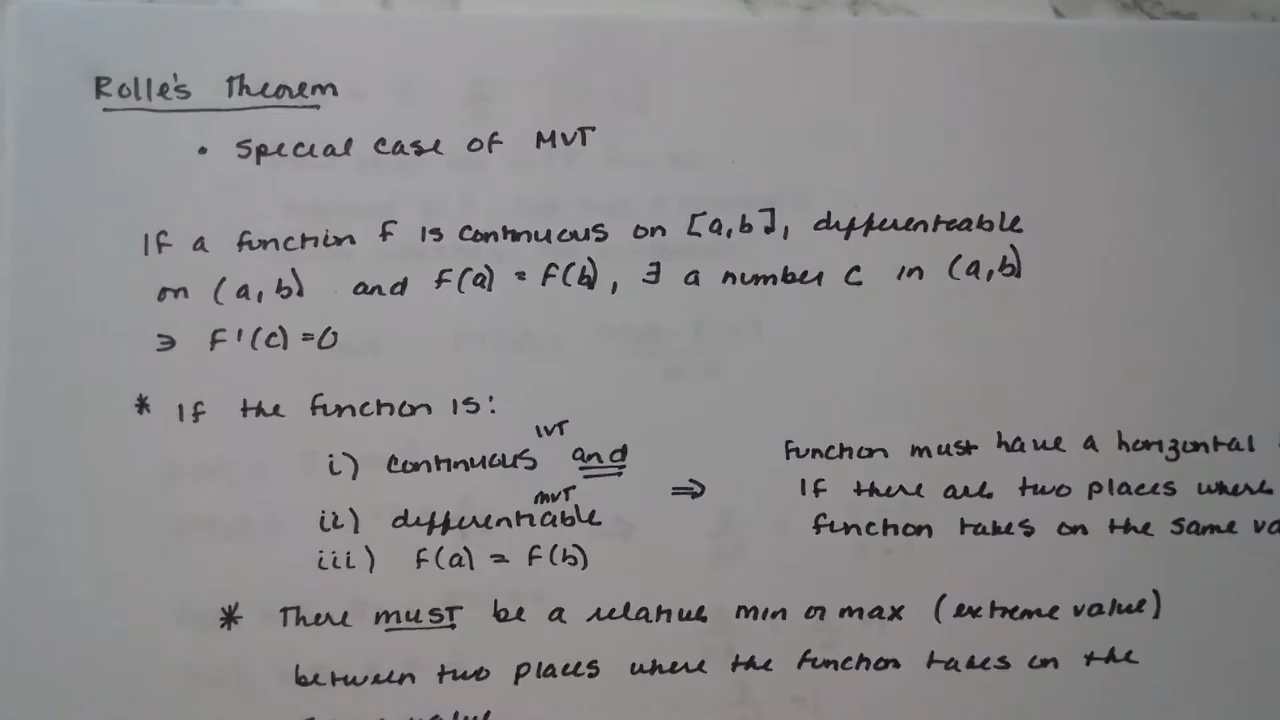 Rolle's Theorem
• Special case of MVT
If a function f is continuous on [a,b], differenteable
on (a,b) and f(a) = f(b), ∃ a number c in (a,b)
∋ f'(c) = 0
* If the function is:
IVT
i) continuous and
MVT
ii) differentiable
iii) f(a) = f(b)
⇒
function must have a horizontal
If there are two places where
function takes on the same va
* There must be a relative min or max (extreme value)
between two places where the function takes on the
value